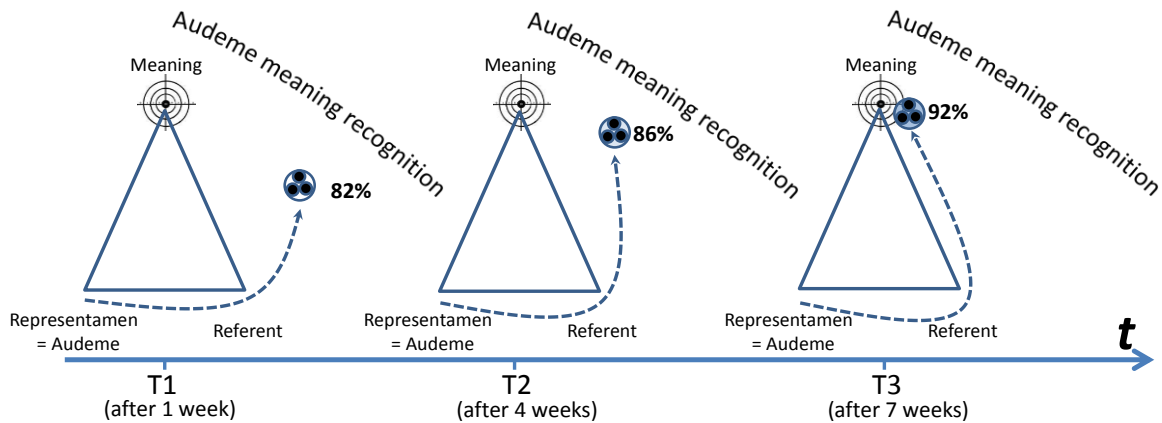 Audeme meaning recognition
Meaning
82%
Representamen
= Audeme
Referent
Audeme meaning recognition
Meaning
86%
Representamen
= Audeme
Referent
Audeme meaning recognition
Meaning
92%
Representamen
= Audeme
Referent
t
T1
(after 1 week)
T2
(after 4 weeks)
T3
(after 7 weeks)